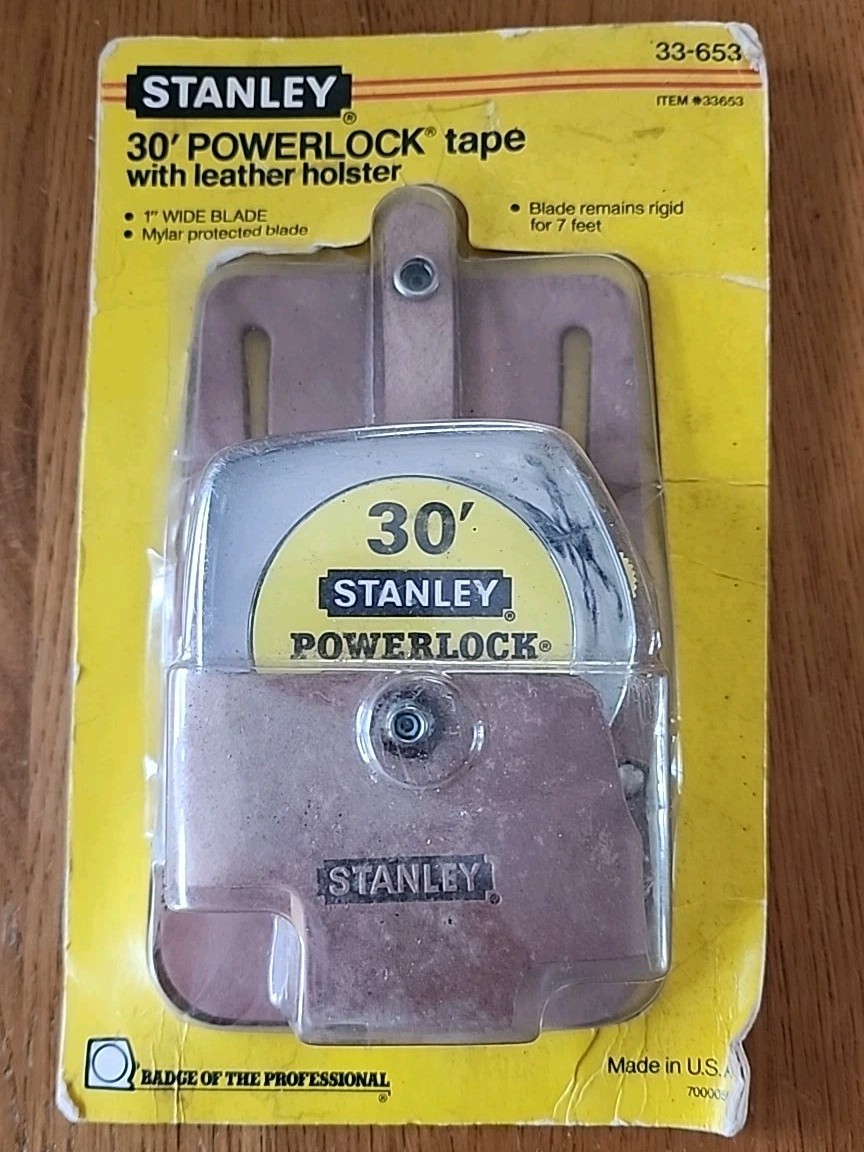 33-653
STANLEY®
ITEM #33653
30' POWERLOCK® tape
with leather holster
• 1" WIDE BLADE
• Mylar protected blade
• Blade remains rigid
for 7 feet
30'
STANLEY®
POWERLOCK®
STANLEY®
BADGE OF THE PROFESSIONAL®
Made in U.S.